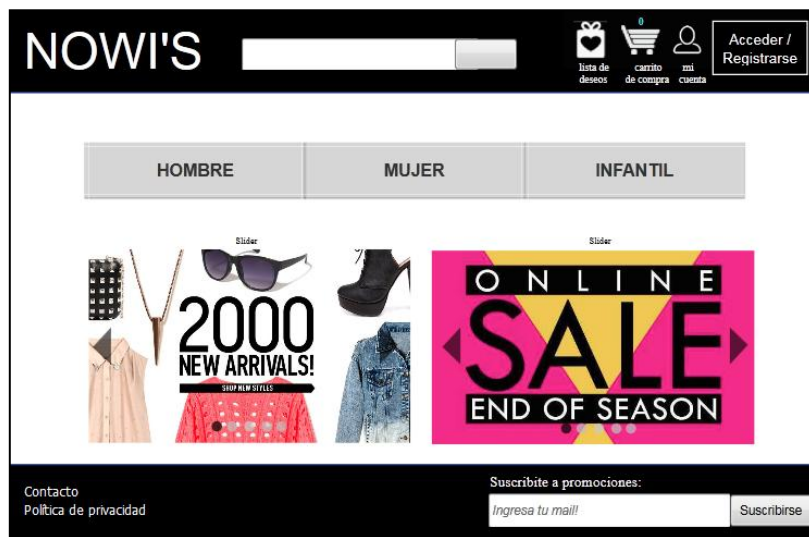 NOWI'S
0
lista de
deseos
carrito
de compra
mi
cuenta
Acceder /
Registrarse
HOMBRE
MUJER
INFANTIL
Slider
Slider
2000
NEW ARRIVALS!
SHOP NEW STYLES
ONLINE
SALE
END OF SEASON
Contacto
Política de privacidad
Suscribite a promociones:
Ingresa tu mail!
Suscribirse